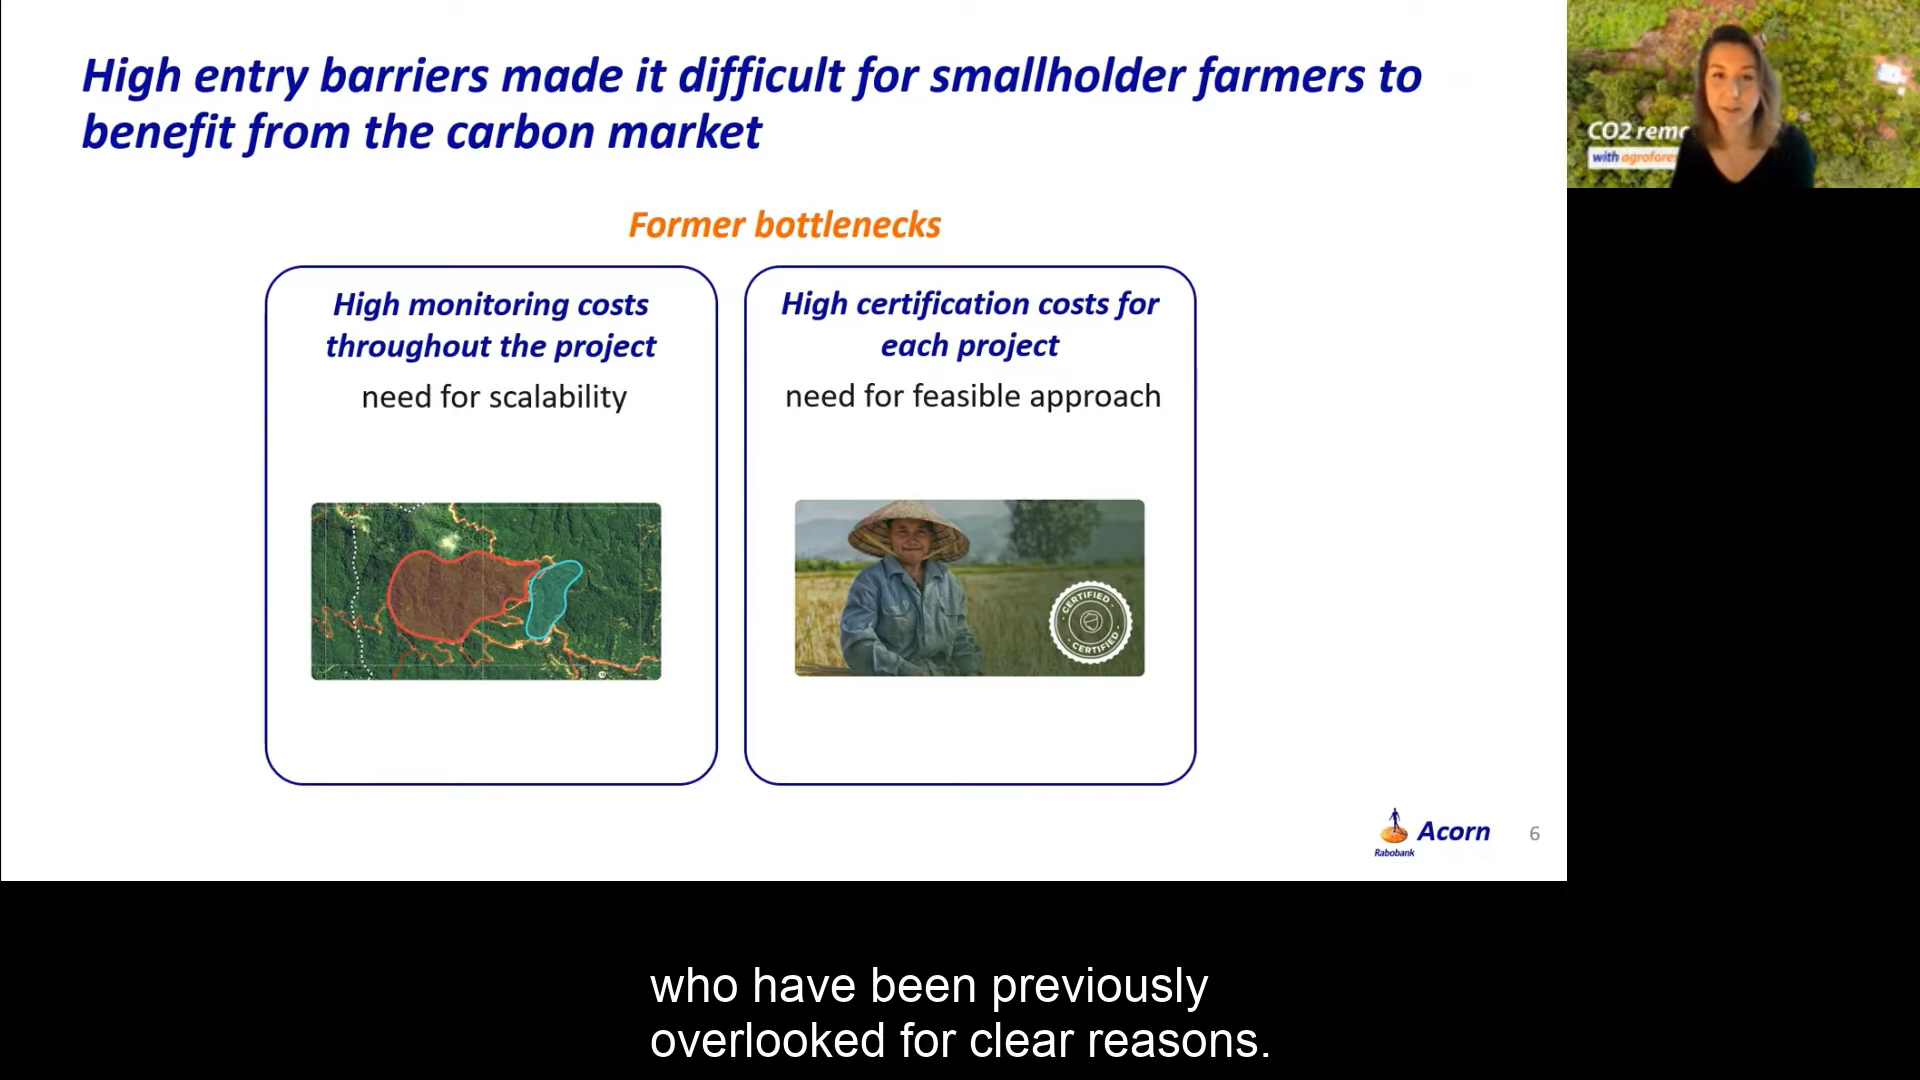 High entry barriers made it difficult for smallholder farmers to
benefit from the carbon market
CO2 remo
with agrofores
Former bottlenecks
High monitoring costs
throughout the project
need for scalability
High certification costs for
each project
need for feasible approach
CERTIFIED
CERTIFIED
Acorn
Rabobank
6
who have been previously
overlooked for clear reasons.